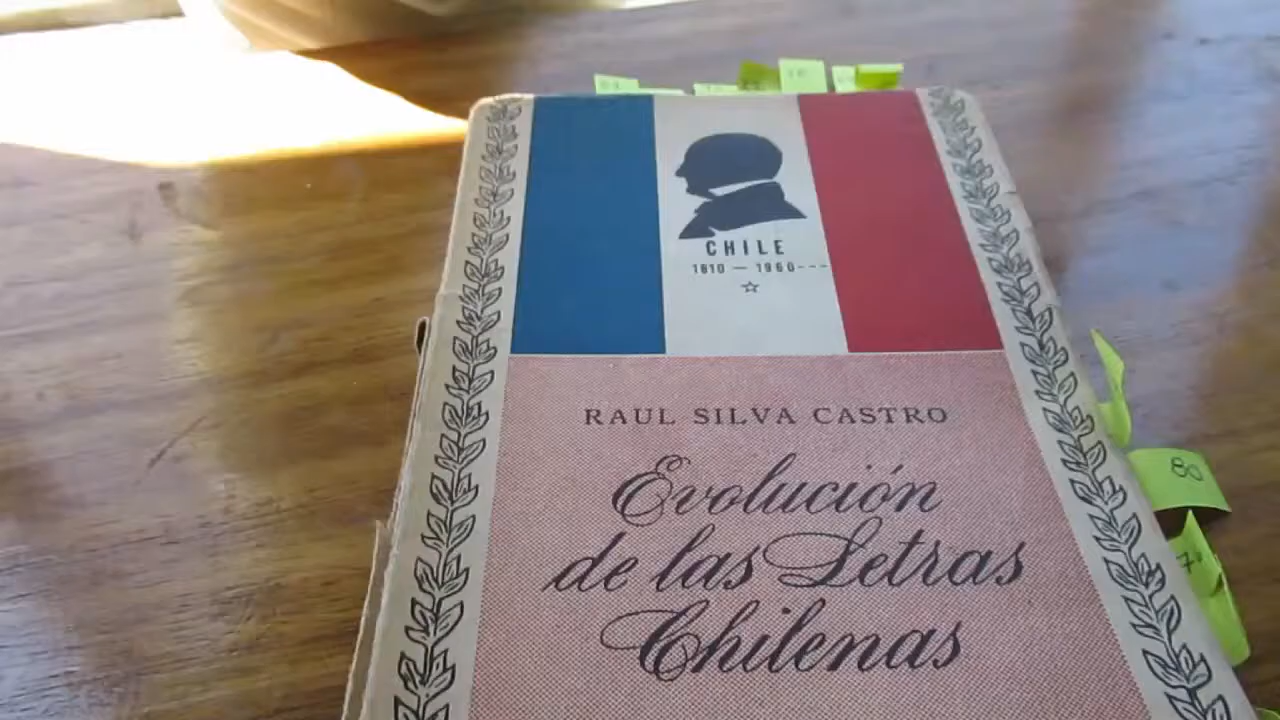 CHILE
1810 — 1960---
RAUL SILVA CASTRO
Evolución
de las Letras
Chilenas
80